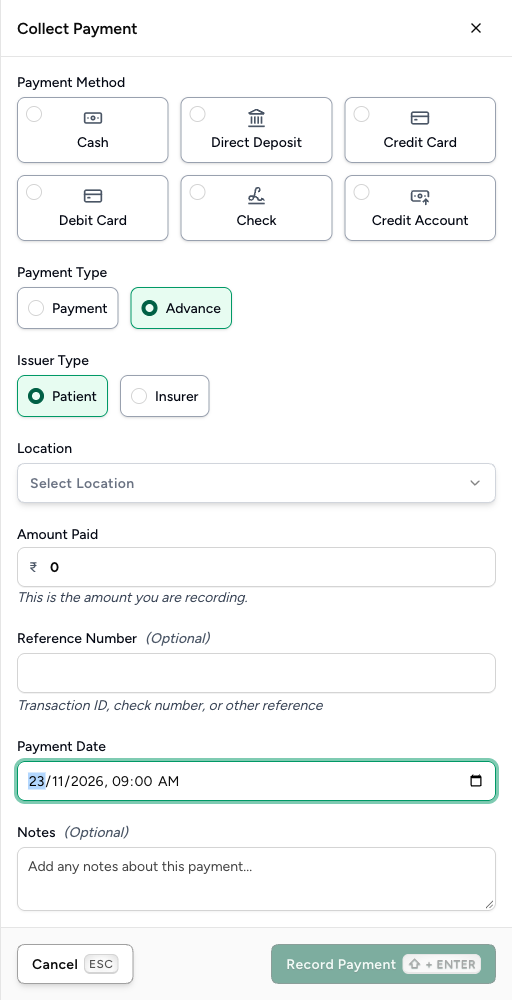 Collect Payment
Payment Method
Cash
Direct Deposit
Credit Card
Debit Card
Check
Credit Account
Payment Type
Payment
Advance
Issuer Type
Patient
Insurer
Location
Select Location
Amount Paid
₹ 0
This is the amount you are recording.
Reference Number (Optional)
Transaction ID, check number, or other reference
Payment Date
23/11/2026, 09:00 AM
Notes (Optional)
Add any notes about this payment...
Cancel ESC
Record Payment ⇧ + ENTER